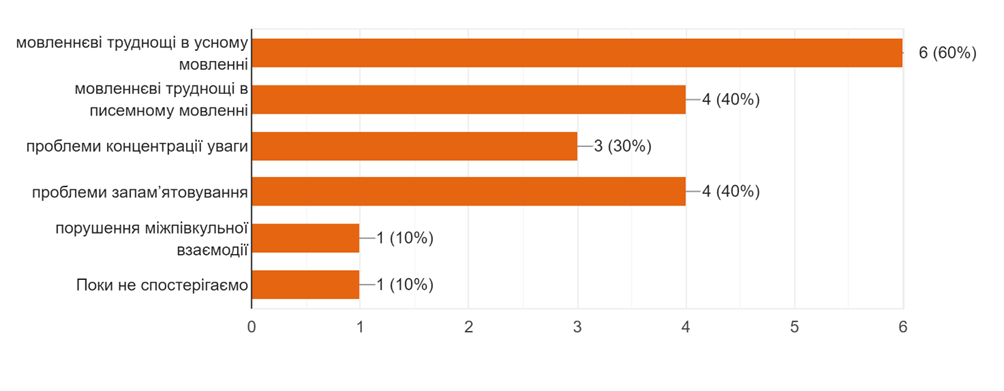 мовленнєві труднощі в усному
мовленні
6 (60%)
мовленнєві труднощі в
писемному мовленні
4 (40%)
проблеми концентрації уваги
3 (30%)
проблеми запам’ятовування
4 (40%)
порушення міжпівкульної
взаємодії
1 (10%)
Поки не спостерігаємо
1 (10%)
0 1 2 3 4 5 6